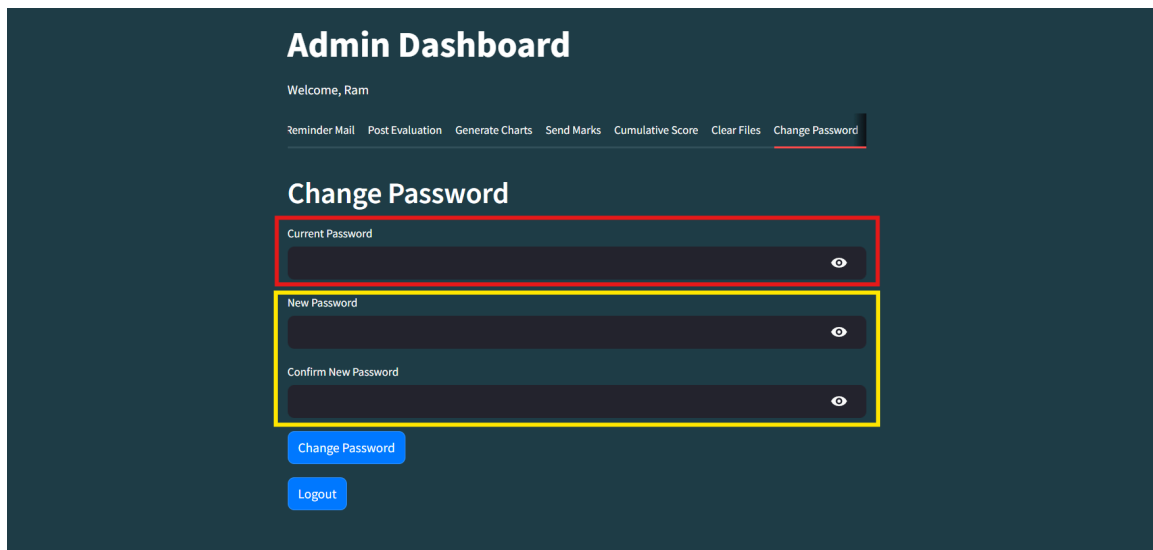 Admin Dashboard
Welcome, Ram
Reminder Mail Post Evaluation Generate Charts Send Marks Cumulative Score Clear Files Change Password
Change Password
Current Password
New Password
Confirm New Password
Change Password
Logout